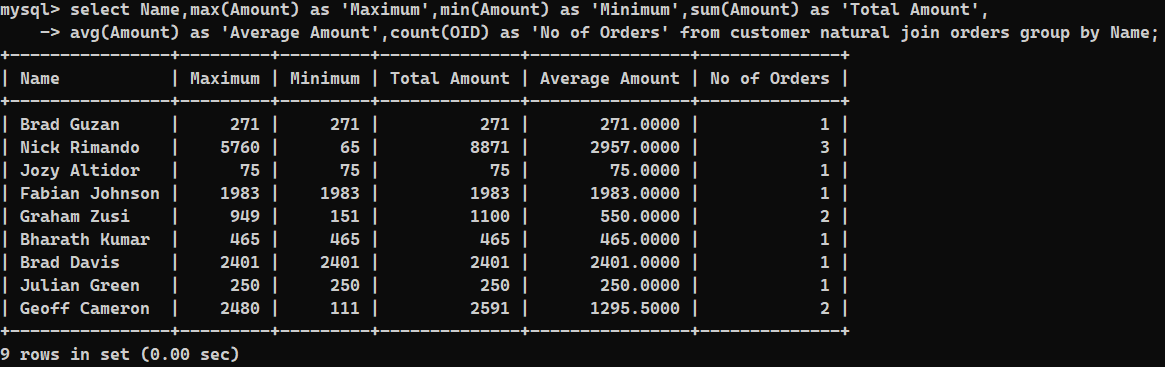 mysql> select Name,max(Amount) as 'Maximum',min(Amount) as 'Minimum',sum(Amount) as 'Total Amount',
    -> avg(Amount) as 'Average Amount',count(OID) as 'No of Orders' from customer natural join orders group by Name;
+----------------+---------+---------+--------------+----------------+--------------+
| Name           | Maximum | Minimum | Total Amount | Average Amount | No of Orders |
+----------------+---------+---------+--------------+----------------+--------------+
| Brad Guzan     |     271 |     271 |          271 |       271.0000 |            1 |
| Nick Rimando   |    5760 |      65 |         8871 |      2957.0000 |            3 |
| Jozy Altidor   |      75 |      75 |           75 |        75.0000 |            1 |
| Fabian Johnson |    1983 |    1983 |         1983 |      1983.0000 |            1 |
| Graham Zusi    |     949 |     151 |         1100 |       550.0000 |            2 |
| Bharath Kumar  |     465 |     465 |          465 |       465.0000 |            1 |
| Brad Davis     |    2401 |    2401 |         2401 |      2401.0000 |            1 |
| Julian Green   |     250 |     250 |          250 |       250.0000 |            1 |
| Geoff Cameron  |    2480 |     111 |         2591 |      1295.5000 |            2 |
+----------------+---------+---------+--------------+----------------+--------------+
9 rows in set (0.00 sec)